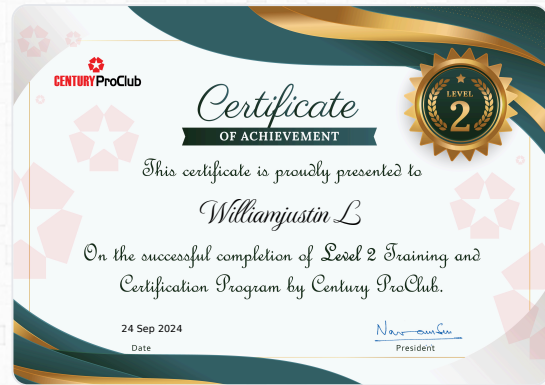 CENTURY ProClub
Certificate
OF ACHIEVEMENT
LEVEL
2
This certificate is proudly presented to
Williamjustin L
On the successful completion of Level 2 Training and
Certification Program by Century ProClub.
24 Sep 2024
Date
President